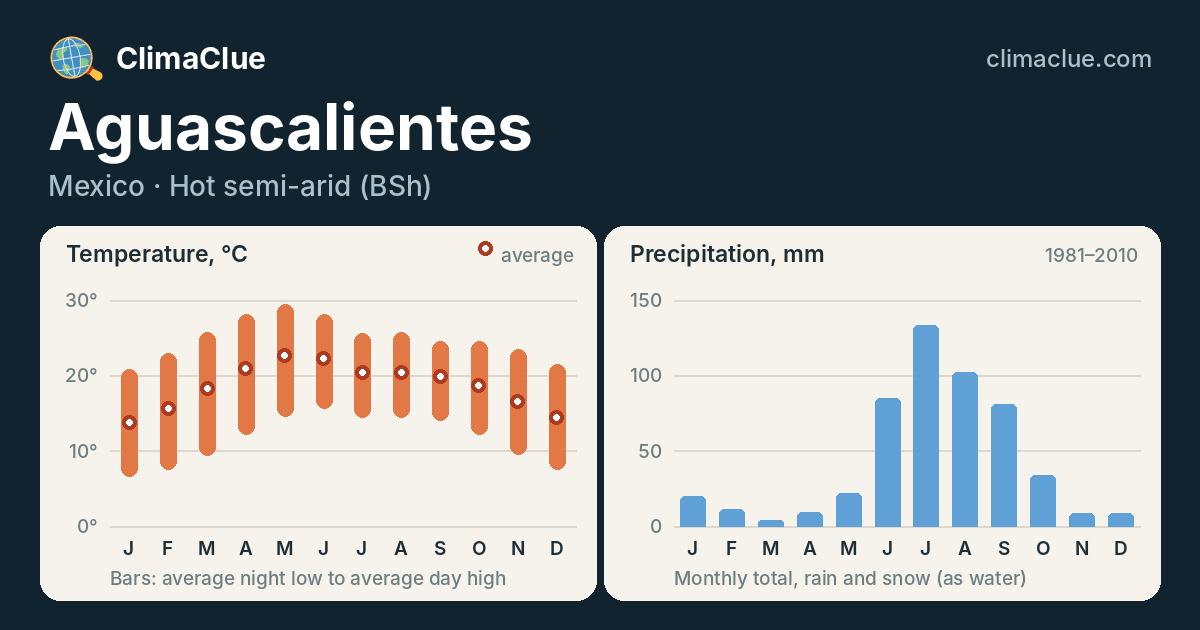 ClimaClue
climaclue.com
Aguascalientes
Mexico · Hot semi-arid (BSh)
Temperature, °C
average
30°
20°
10°
0°
J F M A M J J A S O N D
Bars: average night low to average day high
Precipitation, mm
1981–2010
150
100
50
0
J F M A M J J A S O N D
Monthly total, rain and snow (as water)